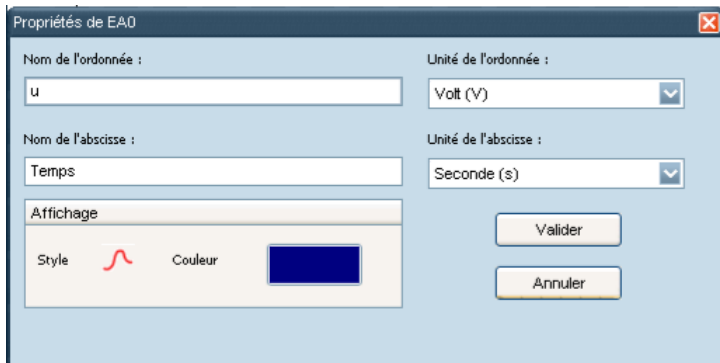 Propriétés de EA0
Nom de l'ordonnée :
Unité de l'ordonnée :
u
Volt (V)
Nom de l'abscisse :
Unité de l'abscisse :
Temps
Seconde (s)
Affichage
Style
Couleur
Valider
Annuler